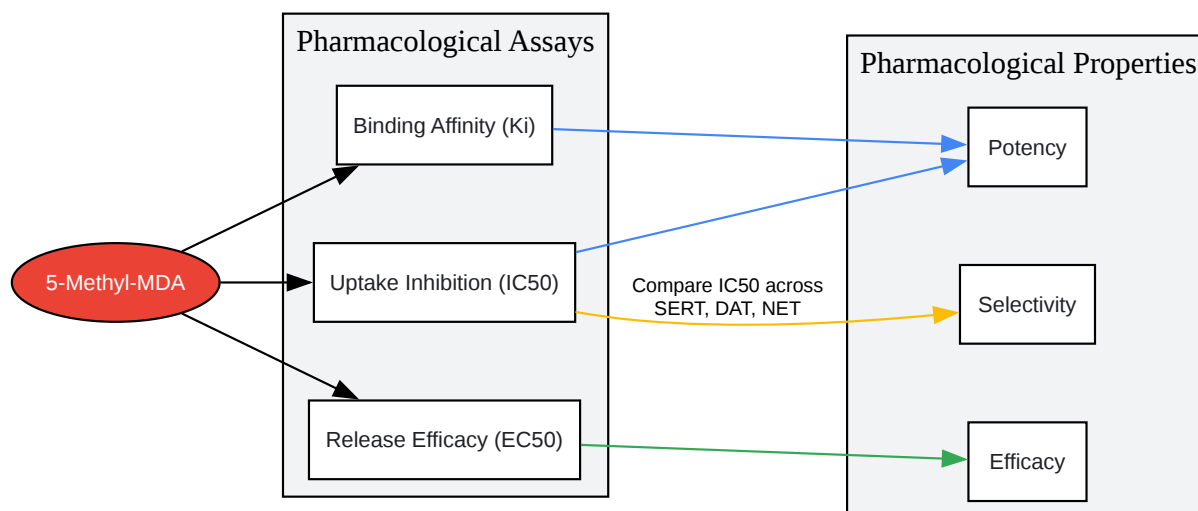 Pharmacological Assays
Pharmacological Properties
Binding Affinity (Ki)
Potency
5-Methyl-MDA
Uptake Inhibition (IC50)
Compare IC50 across
SERT, DAT, NET
Selectivity
Release Efficacy (EC50)
Efficacy